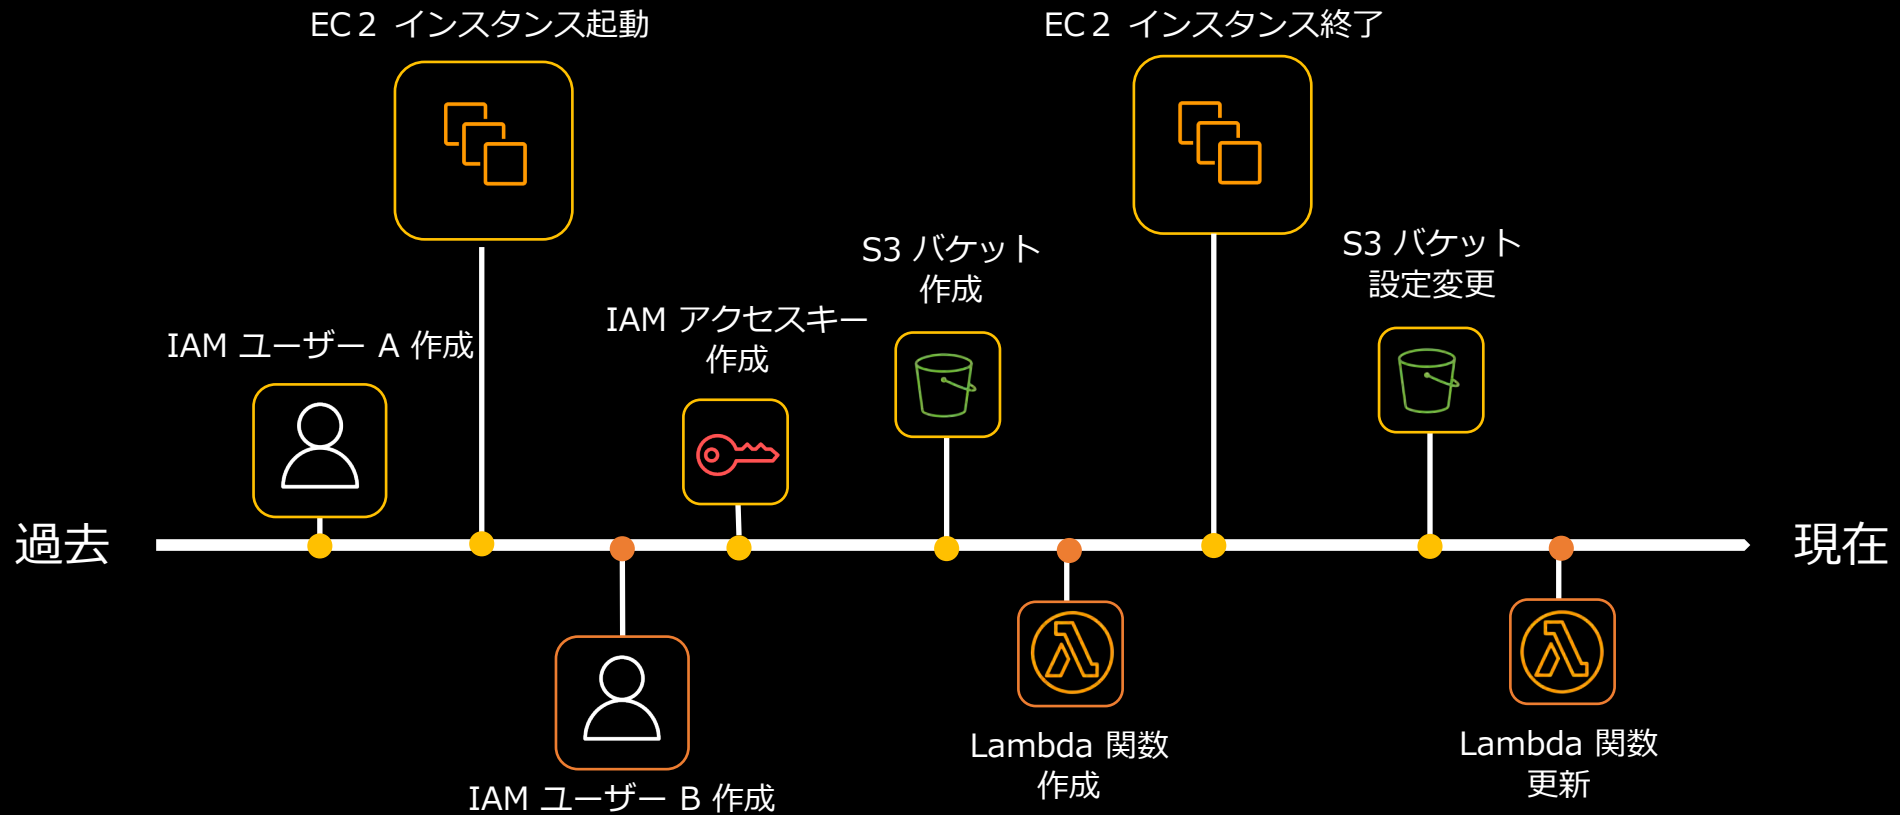 EC2 インスタンス起動
EC2 インスタンス終了
S3 バケット
作成
S3 バケット
設定変更
IAM アクセスキー
作成
IAM ユーザー A 作成
過去
現在
Lambda 関数
作成
Lambda 関数
更新
IAM ユーザー B 作成